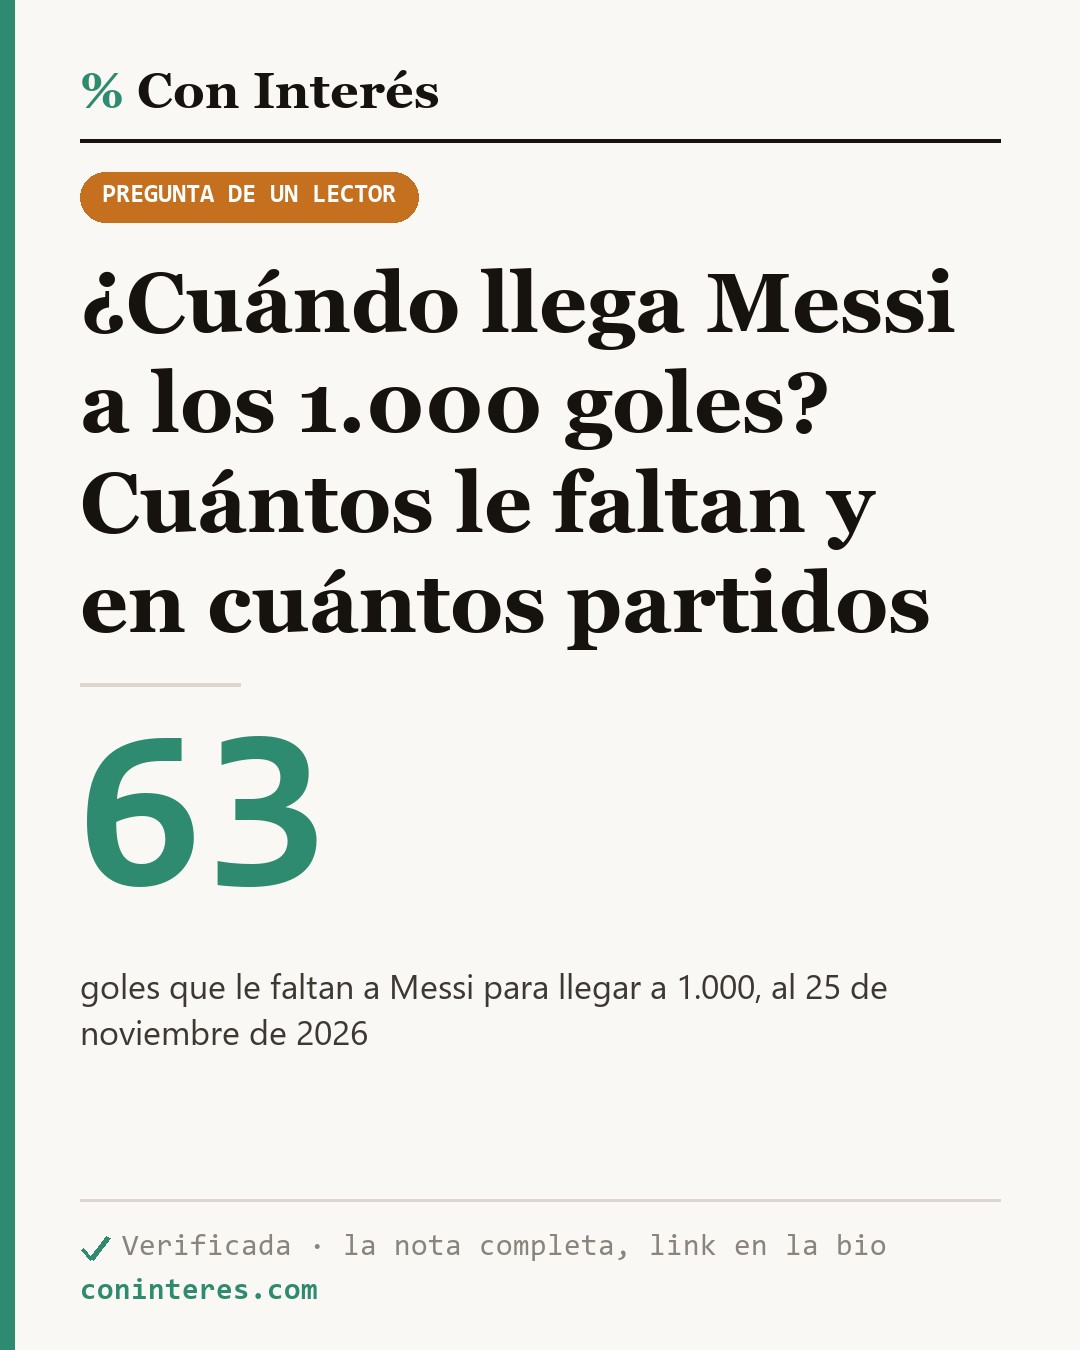 % Con Interés
PREGUNTA DE UN LECTOR
¿Cuándo llega Messi
a los 1.000 goles?
Cuántos le faltan y
en cuántos partidos
63
goles que le faltan a Messi para llegar a 1.000, al 25 de
noviembre de 2026
✓ Verificada · la nota completa, link en la bio
coninteres.com